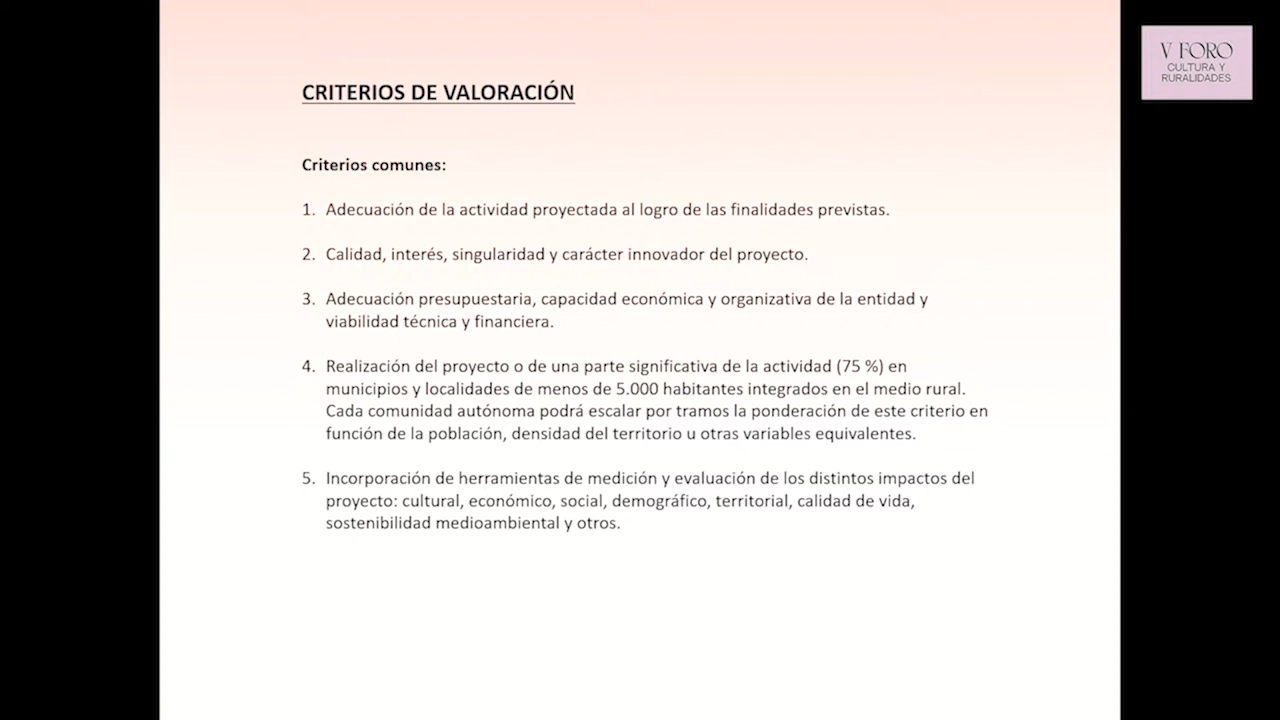 CRITERIOS DE VALORACIÓN
Criterios comunes:
1. Adecuación de la actividad proyectada al logro de las finalidades previstas.
2. Calidad, interés, singularidad y carácter innovador del proyecto.
3. Adecuación presupuestaria, capacidad económica y organizativa de la entidad y
viabilidad técnica y financiera.
4. Realización del proyecto o de una parte significativa de la actividad (75 %) en
municipios y localidades de menos de 5.000 habitantes integrados en el medio rural.
Cada comunidad autónoma podrá escalar por tramos la ponderación de este criterio en
función de la población, densidad del territorio u otras variables equivalentes.
5. Incorporación de herramientas de medición y evaluación de los distintos impactos del
proyecto: cultural, económico, social, demográfico, territorial, calidad de vida,
sostenibilidad medioambiental y otros.
V FORO
CULTURA Y
RURALIDADES